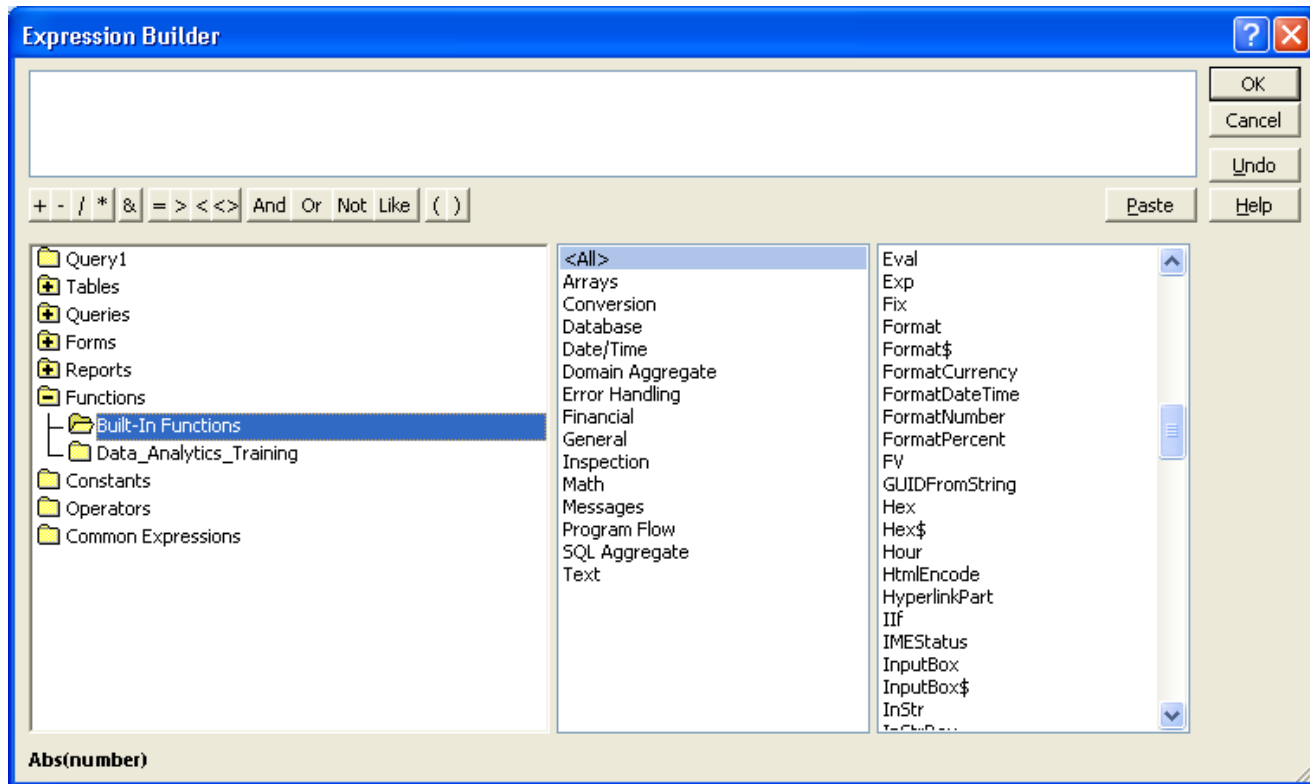 Expression Builder
OK
Cancel
Undo
+ - / * & = > < <> And Or Not Like ( ) Paste Help
Query1
Tables
Queries
Forms
Reports
Functions
Built-In Functions
Data_Analytics_Training
Constants
Operators
Common Expressions
<All>
Arrays
Conversion
Database
Date/Time
Domain Aggregate
Error Handling
Financial
General
Inspection
Math
Messages
Program Flow
SQL Aggregate
Text
Eval
Exp
Fix
Format
Format$
FormatCurrency
FormatDateTime
FormatNumber
FormatPercent
FV
GUIDFromString
Hex
Hex$
Hour
HtmlEncode
HyperlinkPart
IIf
IMEStatus
InputBox
InputBox$
InStr
Abs(number)